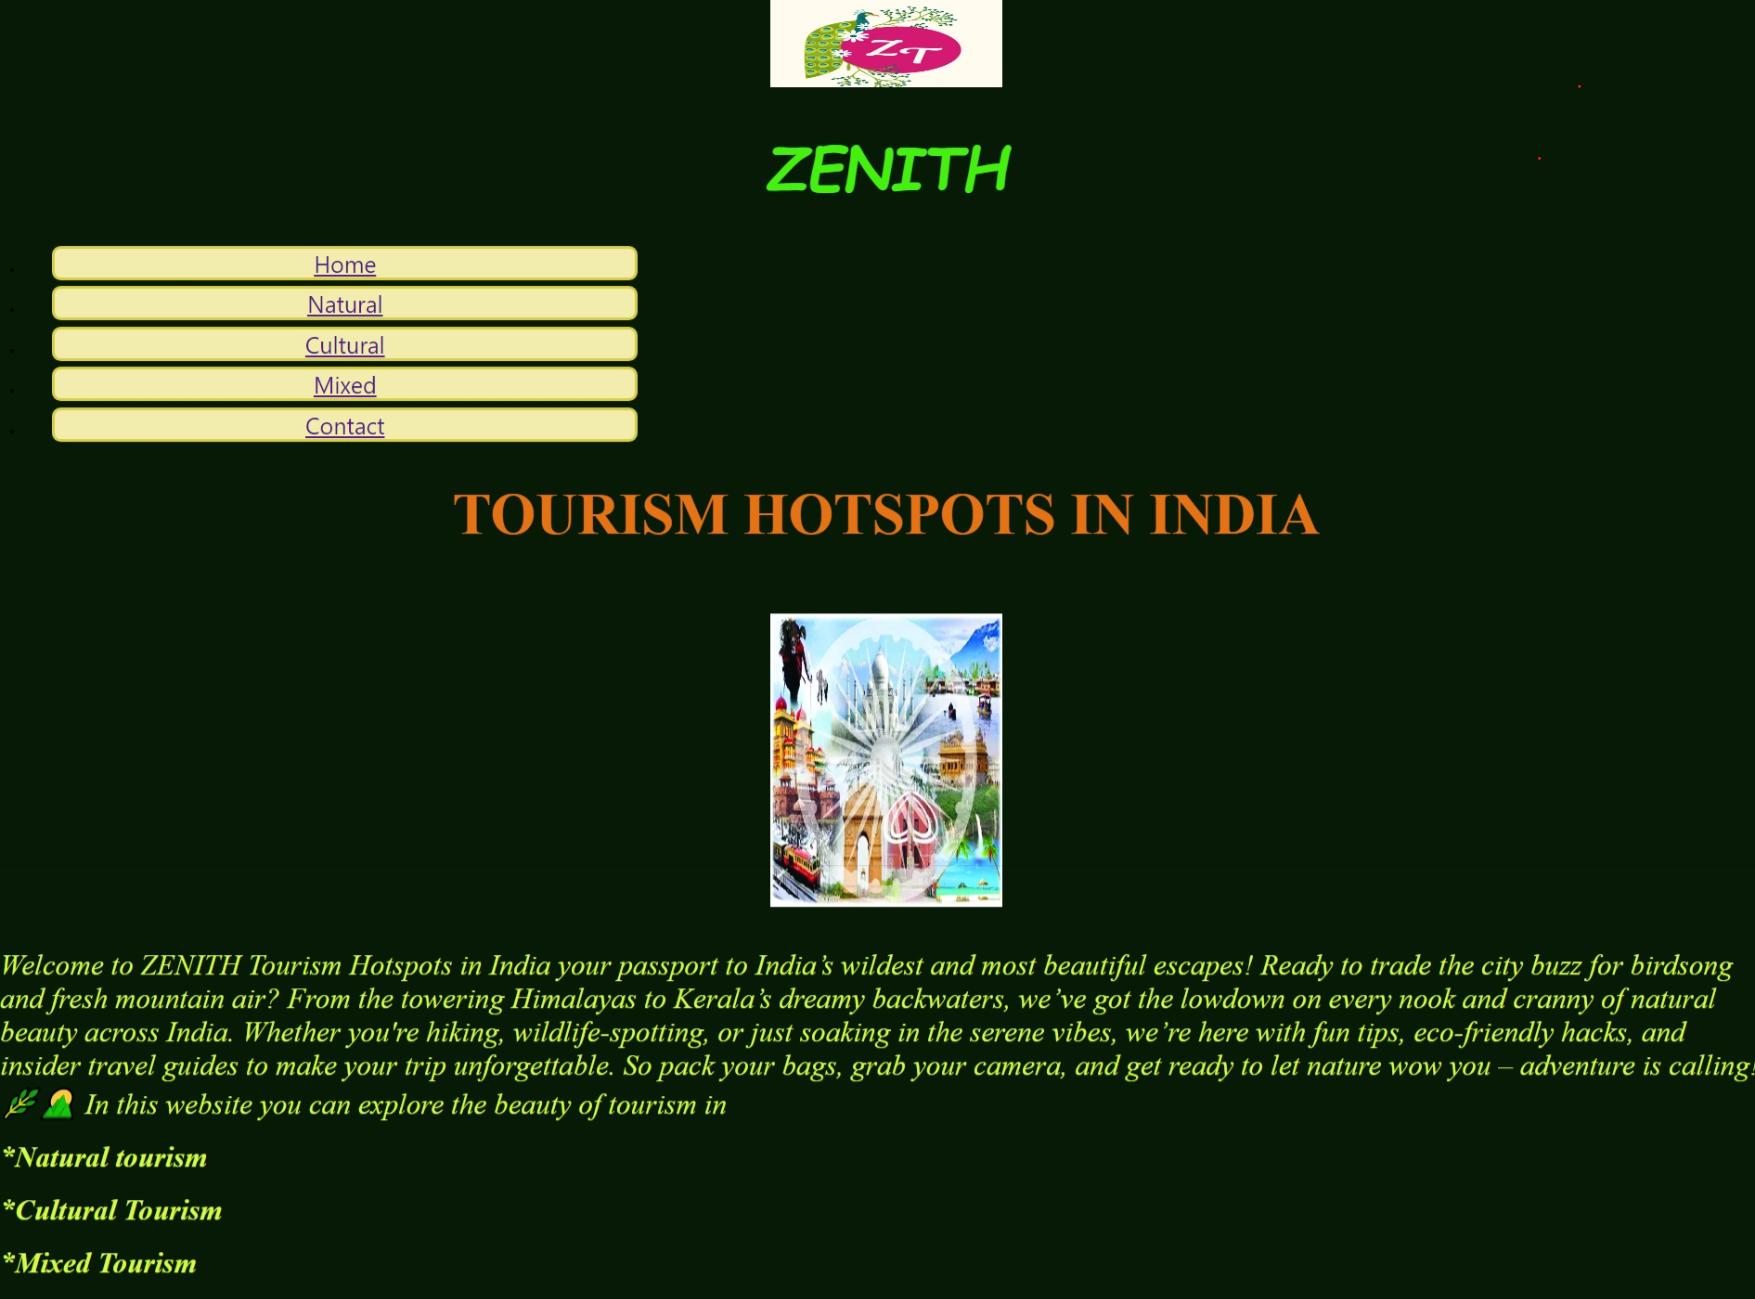 ZT
ZENITH
Home
Natural
Cultural
Mixed
Contact
TOURISM HOTSPOTS IN INDIA
Welcome to ZENITH Tourism Hotspots in India your passport to India’s wildest and most beautiful escapes! Ready to trade the city buzz for birdsong
and fresh mountain air? From the towering Himalayas to Kerala’s dreamy backwaters, we’ve got the lowdown on every nook and cranny of natural
beauty across India. Whether you're hiking, wildlife-spotting, or just soaking in the serene vibes, we’re here with fun tips, eco-friendly hacks, and
insider travel guides to make your trip unforgettable. So pack your bags, grab your camera, and get ready to let nature wow you – adventure is calling!
🌿🏞️ In this website you can explore the beauty of tourism in
*Natural tourism
*Cultural Tourism
*Mixed Tourism